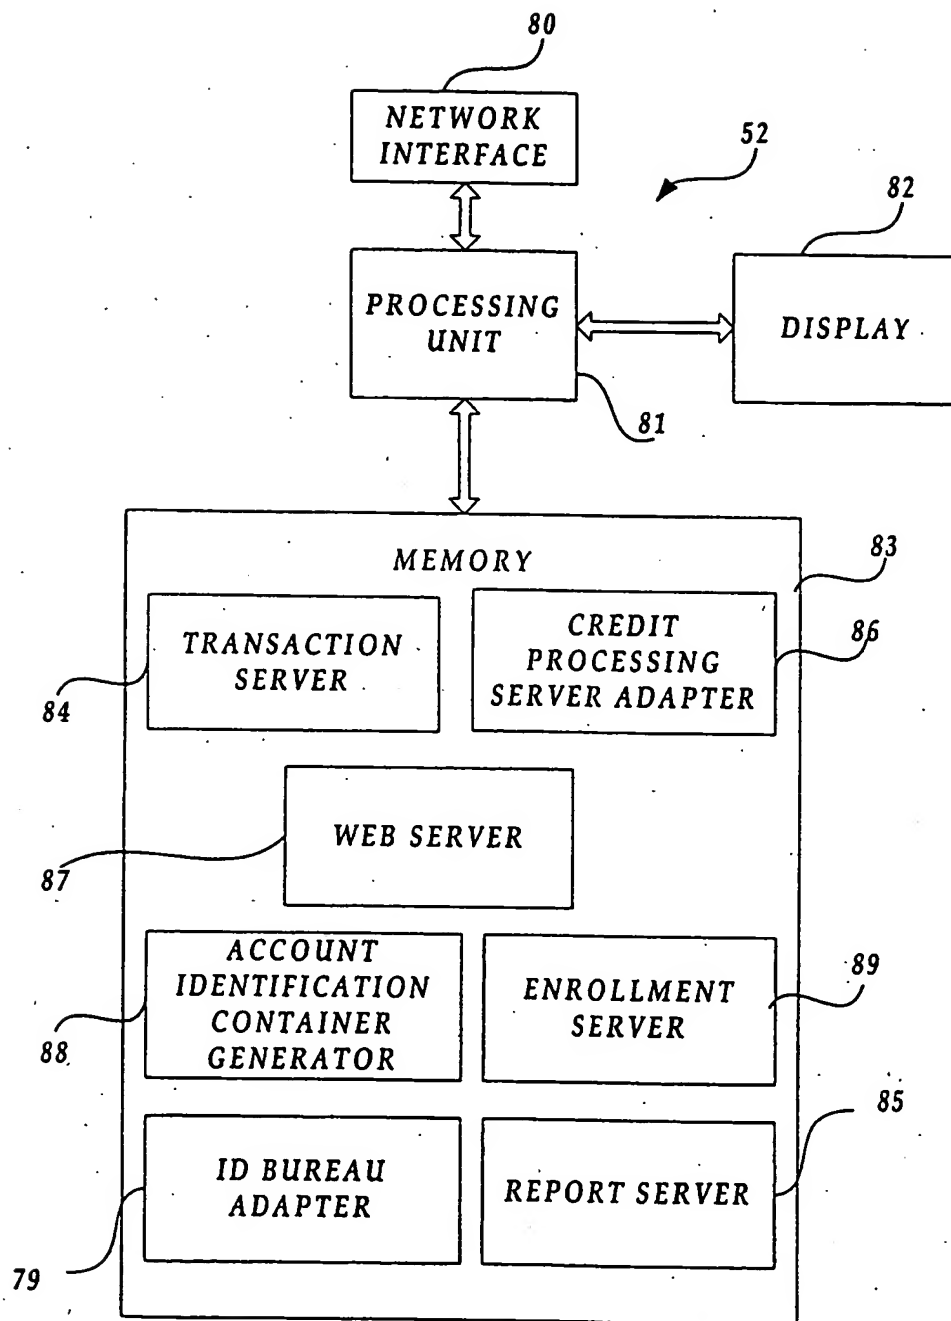 80
NETWORK
INTERFACE
52
82
PROCESSING
UNIT
DISPLAY
81
MEMORY
83
TRANSACTION
SERVER
84
CREDIT
PROCESSING
SERVER ADAPTER
86
WEB SERVER
87
ACCOUNT
IDENTIFICATION
CONTAINER
GENERATOR
88
ENROLLMENT
SERVER
89
ID BUREAU
ADAPTER
79
REPORT SERVER
85